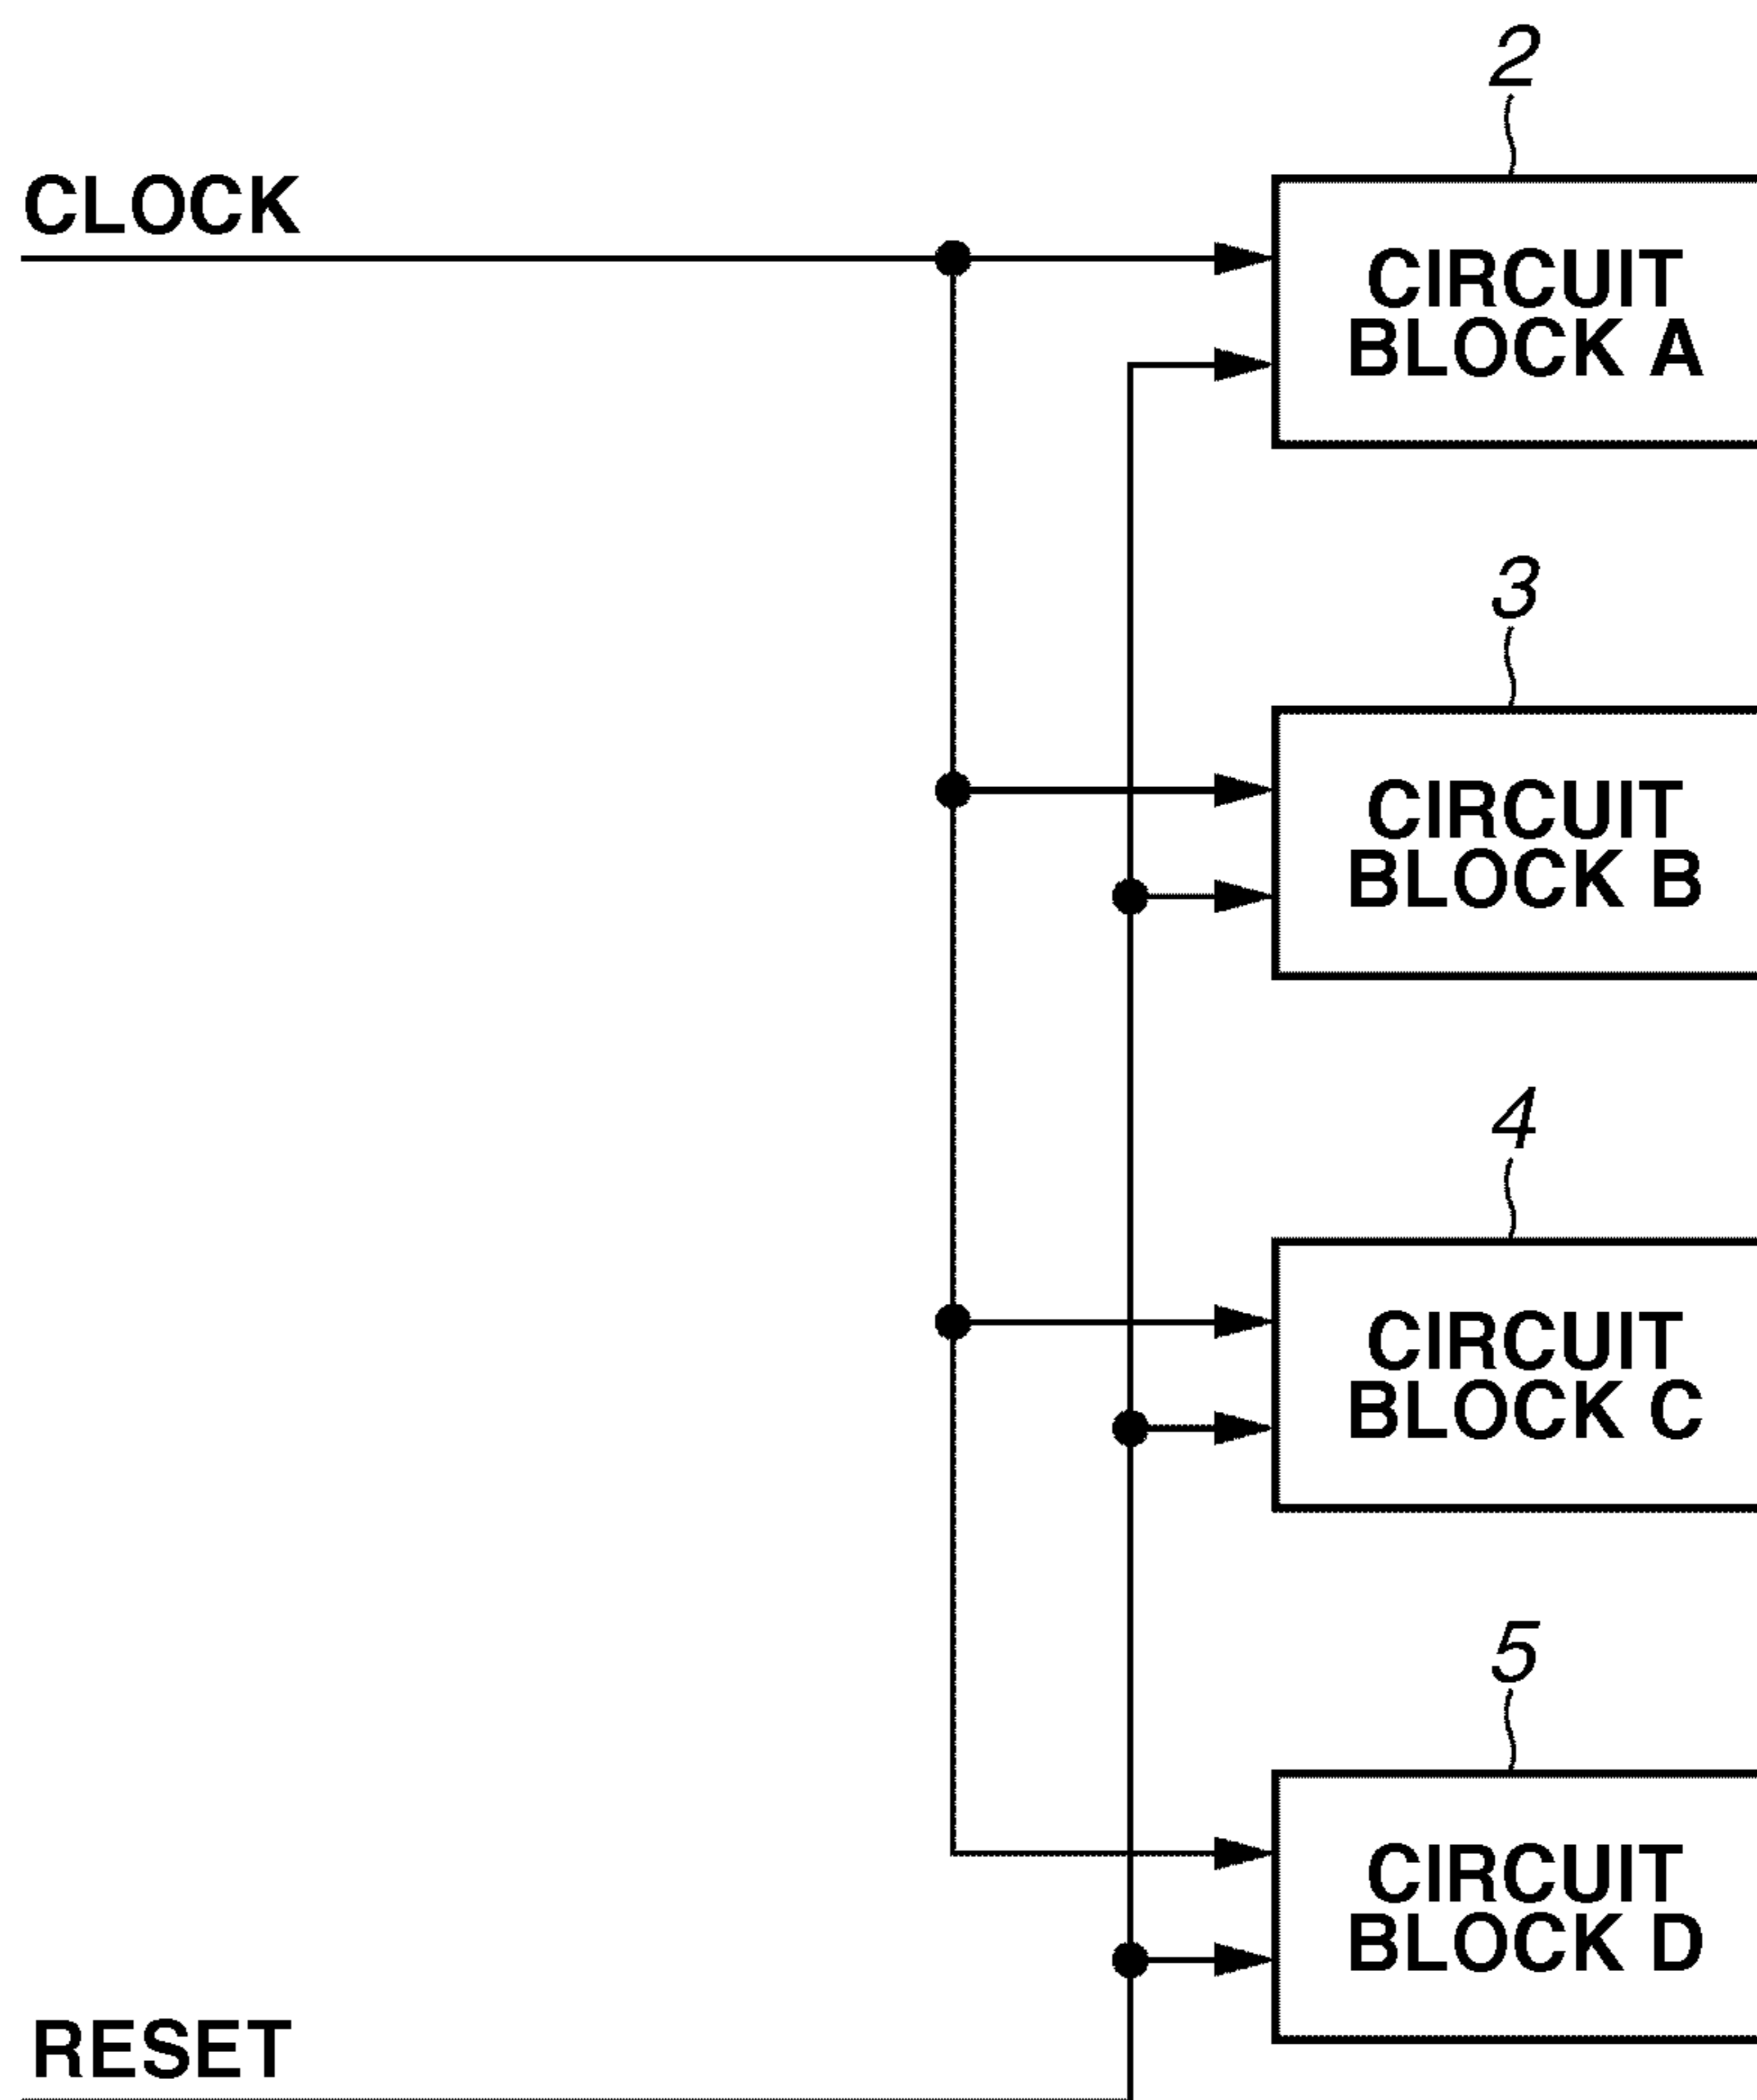 2
CLOCK
CIRCUIT
BLOCK A
3
CIRCUIT
BLOCK B
4
CIRCUIT
BLOCK C
5
CIRCUIT
BLOCK D
RESET